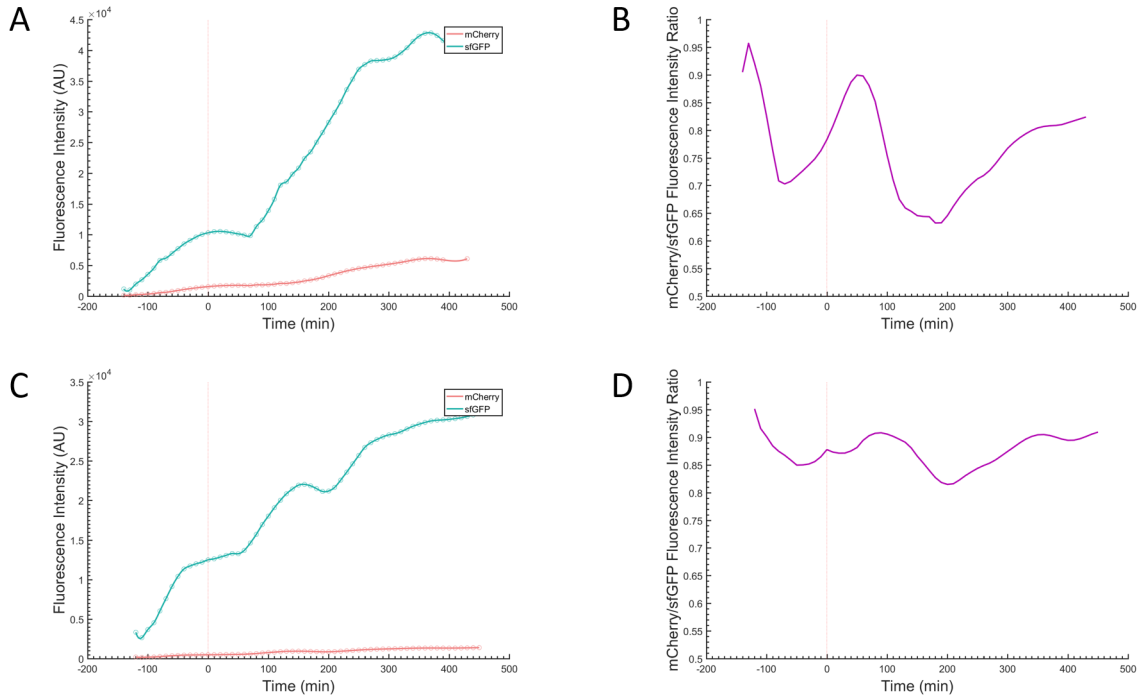 A
×10⁴
4.5
4
3.5
3
2.5
2
1.5
1
0.5
0
-200 -100 0 100 200 300 400 500
Fluorescence Intensity (AU)
Time (min)
mCherry
sfGFP
B
1
0.95
0.9
0.85
0.8
0.75
0.7
0.65
0.6
0.55
0.5
-200 -100 0 100 200 300 400 500
mCherry/sfGFP Fluorescence Intensity Ratio
Time (min)
C
×10⁴
3.5
3
2.5
2
1.5
1
0.5
0
-200 -100 0 100 200 300 400 500
Fluorescence Intensity (AU)
Time (min)
mCherry
sfGFP
D
1
0.95
0.9
0.85
0.8
0.75
0.7
0.65
0.6
0.55
0.5
-200 -100 0 100 200 300 400 500
mCherry/sfGFP Fluorescence Intensity Ratio
Time (min)